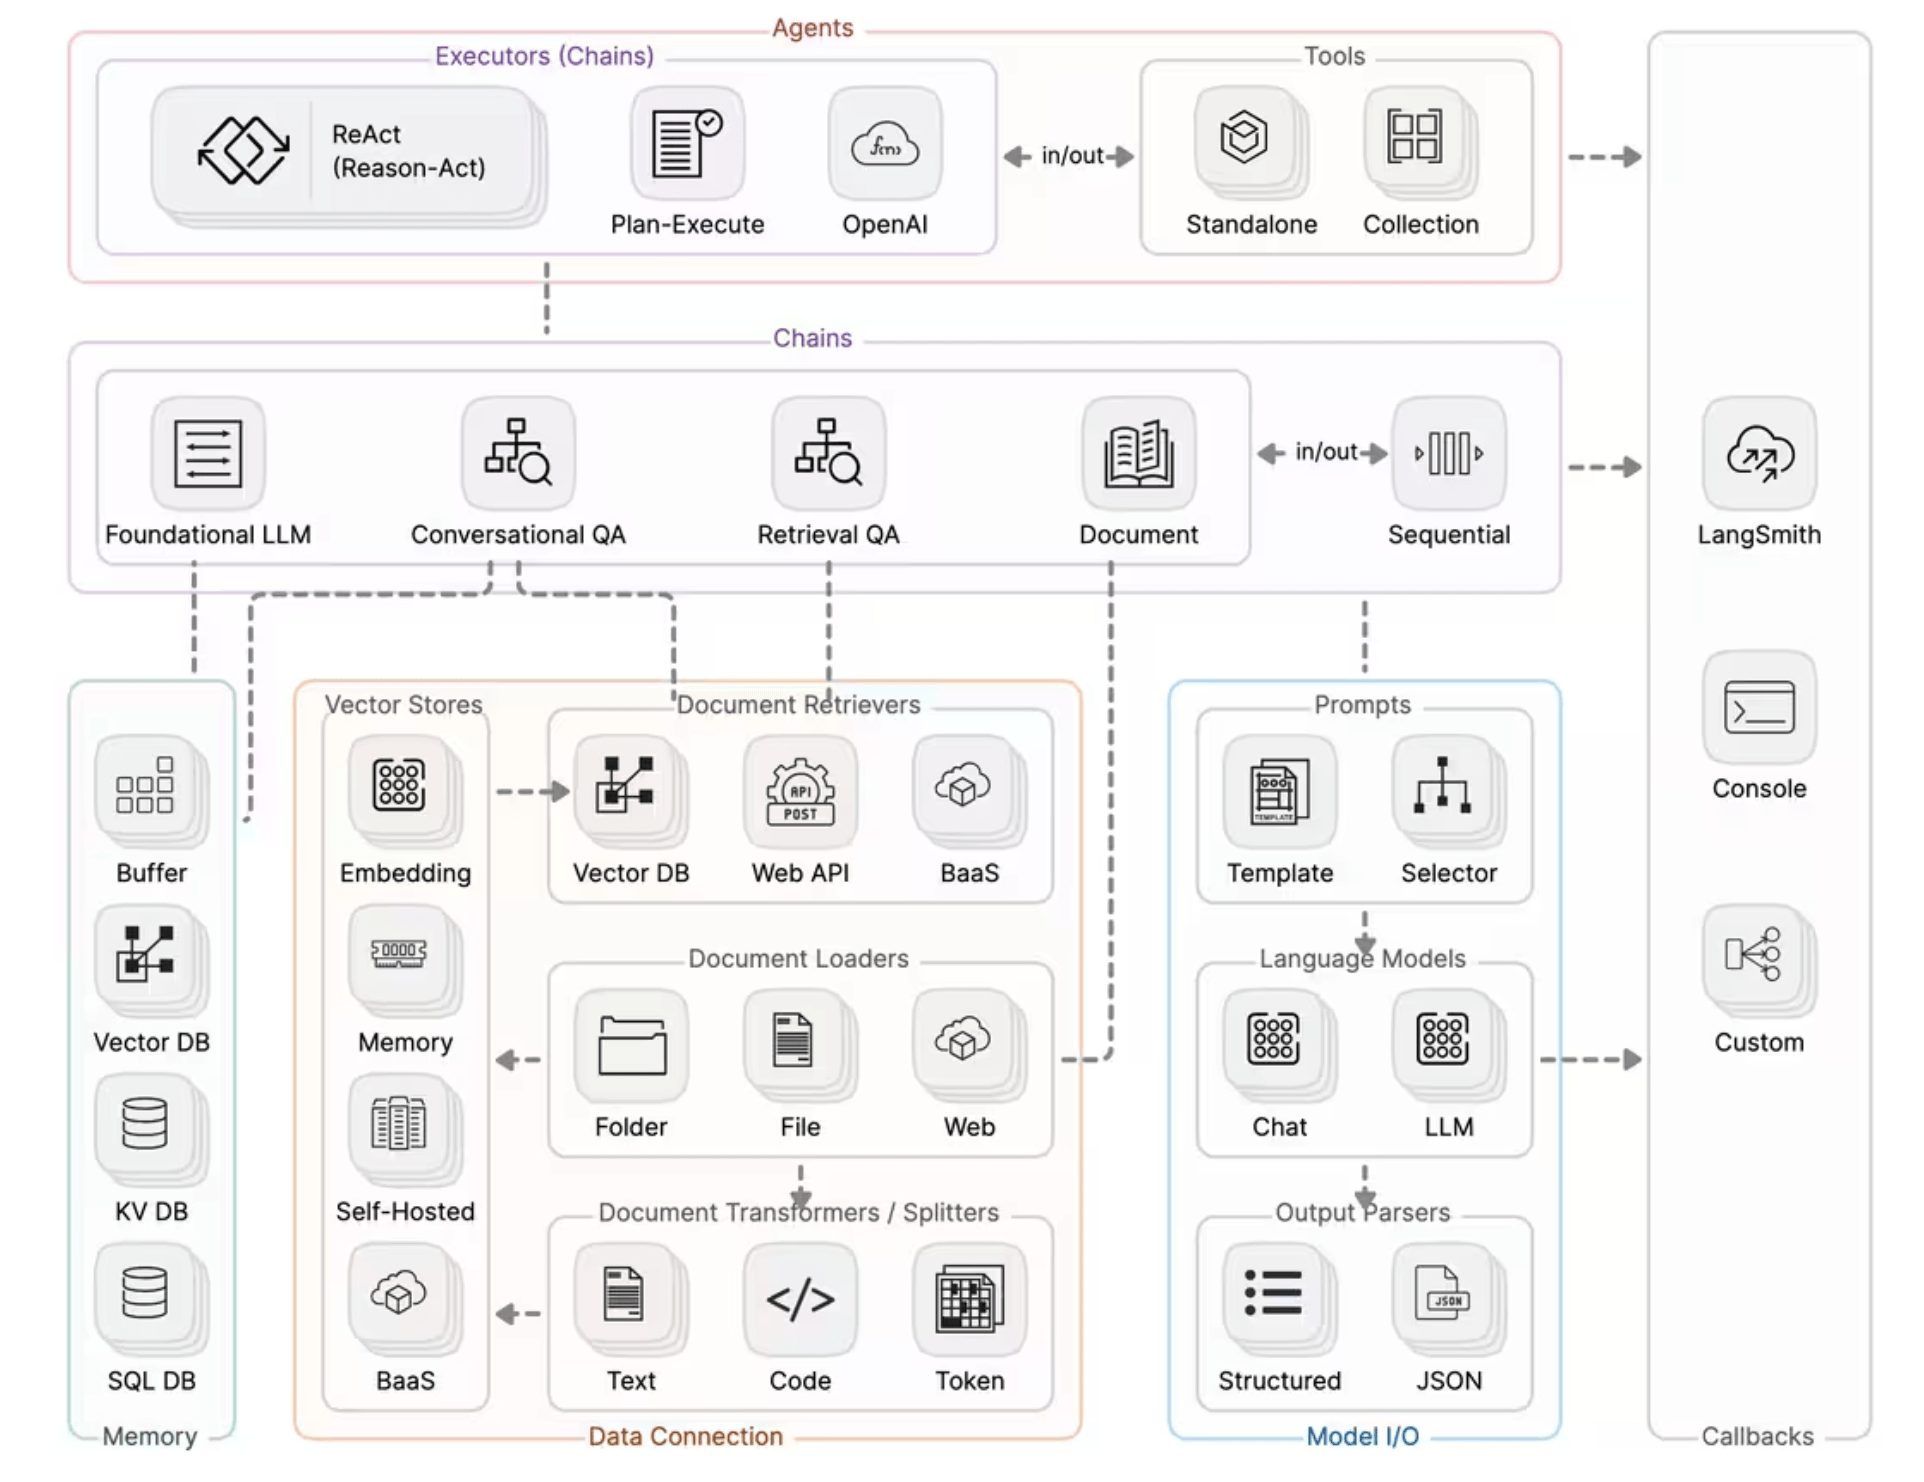 Agents
Executors (Chains)
Tools
ReAct
(Reason-Act)
Plan-Execute
OpenAI
in/out
Standalone
Collection
Chains
Foundational LLM
Conversational QA
Retrieval QA
Document
in/out
Sequential
LangSmith
Console
Custom
Callbacks
Buffer
Vector DB
KV DB
SQL DB
Memory
Vector Stores
Embedding
Memory
Self-Hosted
BaaS
Document Retrievers
Vector DB
API
POST
Web API
BaaS
Document Loaders
Folder
File
Web
Document Transformers / Splitters
Text
</>
Code
Token
Data Connection
Prompts
TEMPLATE
Template
Selector
Language Models
Chat
LLM
Output Parsers
Structured
JSON
JSON
Model I/O